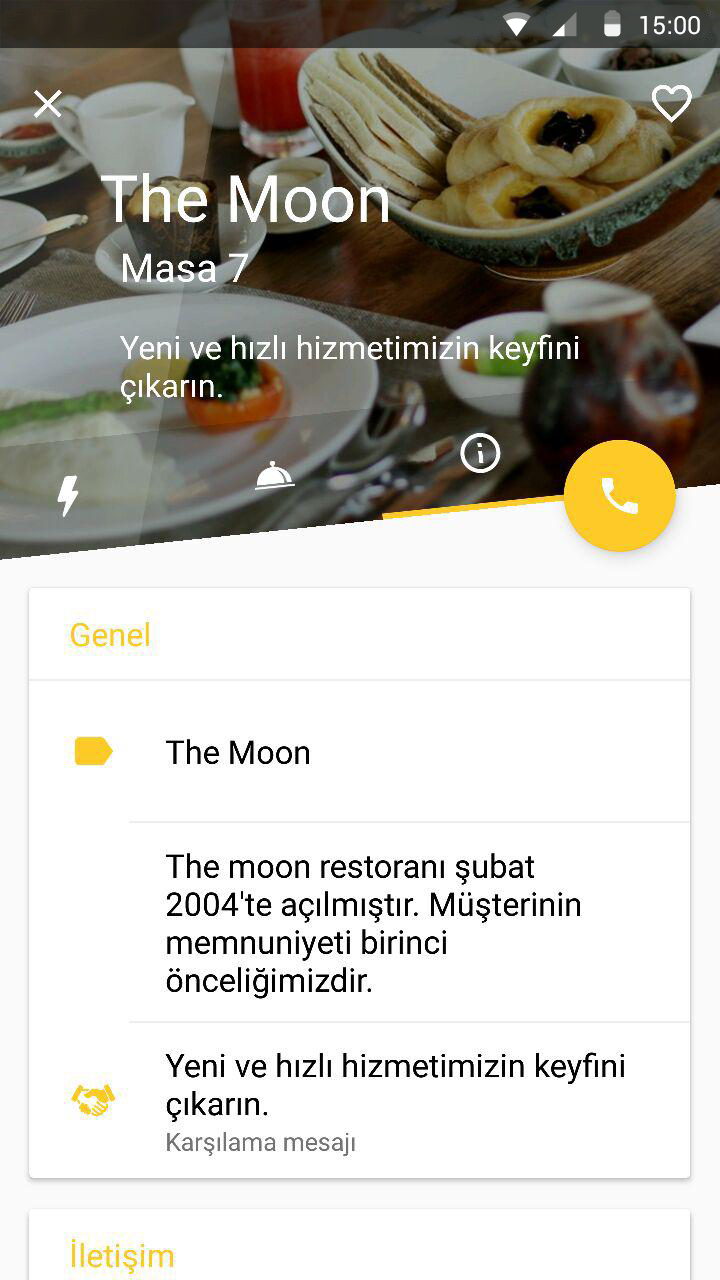 15:00
The Moon
Masa 7
Yeni ve hızlı hizmetimizin keyfini
çıkarın.
Genel
The Moon
The moon restoranı şubat
2004'te açılmıştır. Müşterinin
memnuniyeti birinci
önceliğimizdir.
Yeni ve hızlı hizmetimizin keyfini
çıkarın.
Karşılama mesajı
İletişim